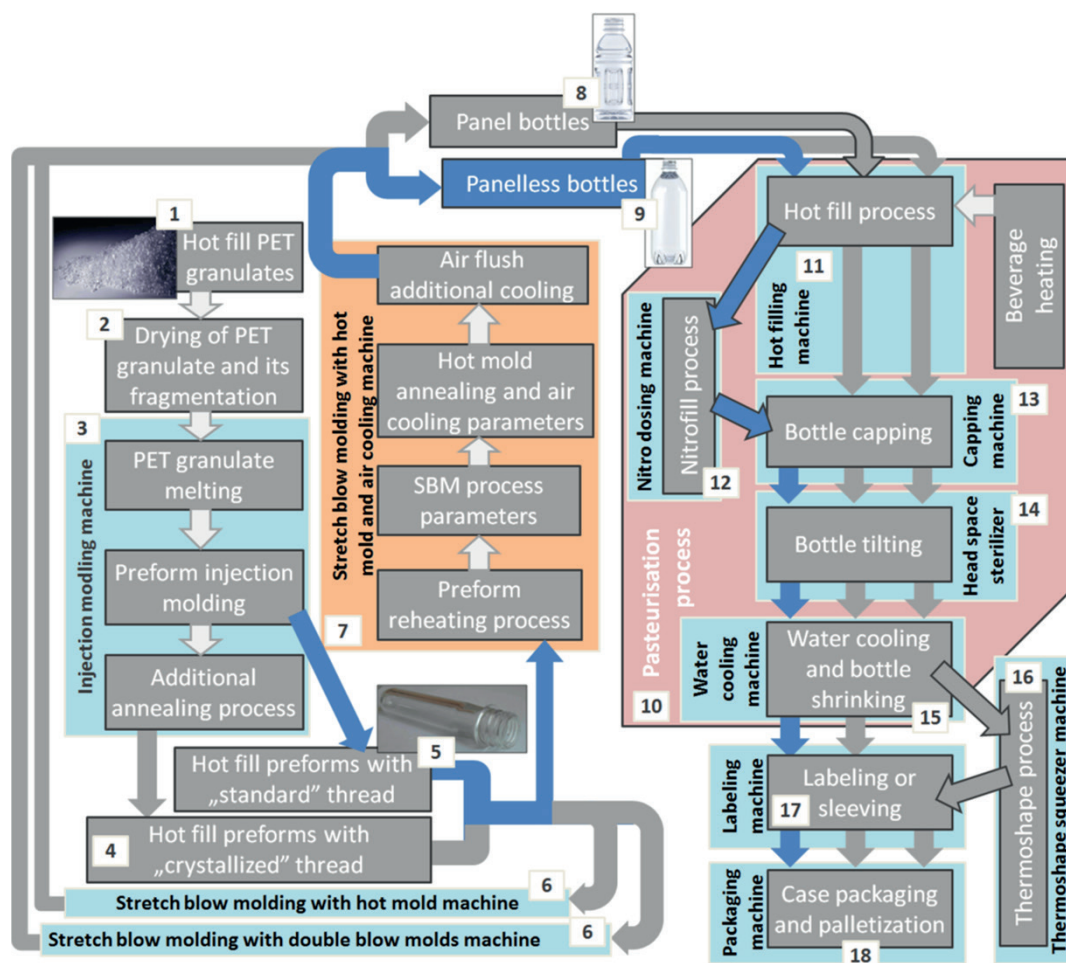 8
Panel bottles
Panelless bottles
9
1
Hot fill PET
granulates
2
Drying of PET
granulate and its
fragmentation
3
PET granulate
melting
Preform injection
molding
Additional
annealing process
Injection modling machine
5
Hot fill preforms with
„standard” thread
4
Hot fill preforms with
„crystallized” thread
6
Stretch blow molding with hot mold machine
6
Stretch blow molding with double blow molds machine
Air flush
additional cooling
Hot mold
annealing and air
cooling parameters
SBM process
parameters
Preform
reheating process
7
Stretch blow molding with hot
mold and air cooling machine
Hot fill process
11
Hot filling
machine
Beverage
heating
Nitro dosing machine
Nitrofill process
12
13
Bottle capping
Capping
machine
14
Bottle tilting
Head space
sterilizer
Pasteurisation
process
10
Water cooling
and bottle
shrinking
Water
cooling machine
15
16
Thermoshape process
Thermoshape squeezer machine
Labeling or
sleeving
17
Labeling
machine
Case packaging
and palletization
Packaging
machine
18